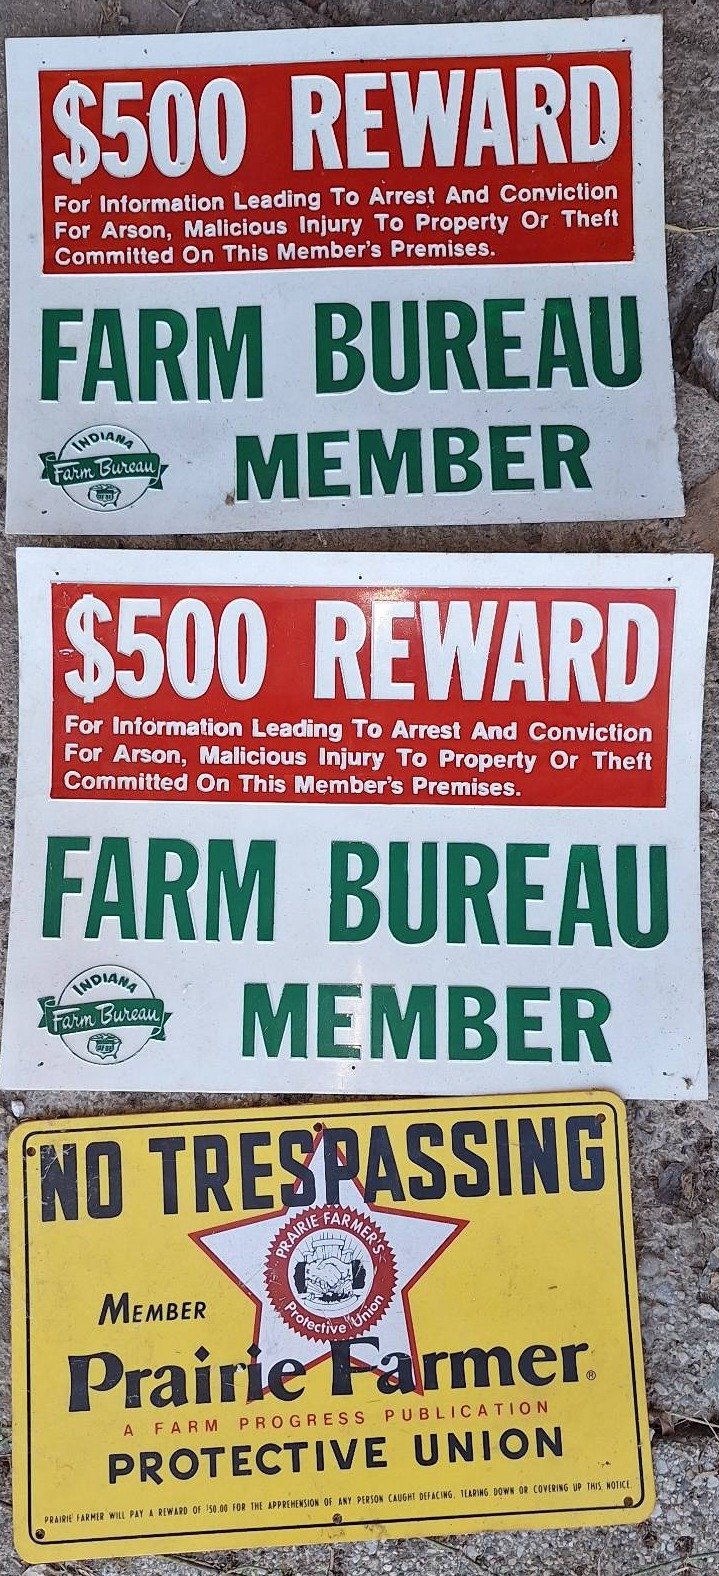 $500 REWARD
For Information Leading To Arrest And Conviction
For Arson, Malicious Injury To Property Or Theft
Committed On This Member's Premises.
FARM BUREAU
INDIANA
Farm Bureau
MEMBER
$500 REWARD
For Information Leading To Arrest And Conviction
For Arson, Malicious Injury To Property Or Theft
Committed On This Member's Premises.
FARM BUREAU
INDIANA
Farm Bureau
MEMBER
NO TRESPASSING
PRAIRIE FARMER'S
Protective Union
MEMBER
Prairie Farmer®
A FARM PROGRESS PUBLICATION
PROTECTIVE UNION
PRAIRIE FARMER WILL PAY A REWARD OF $50.00 FOR THE APPREHENSION OF ANY PERSON CAUGHT DEFACING, TEARING DOWN OR COVERING UP THIS NOTICE.